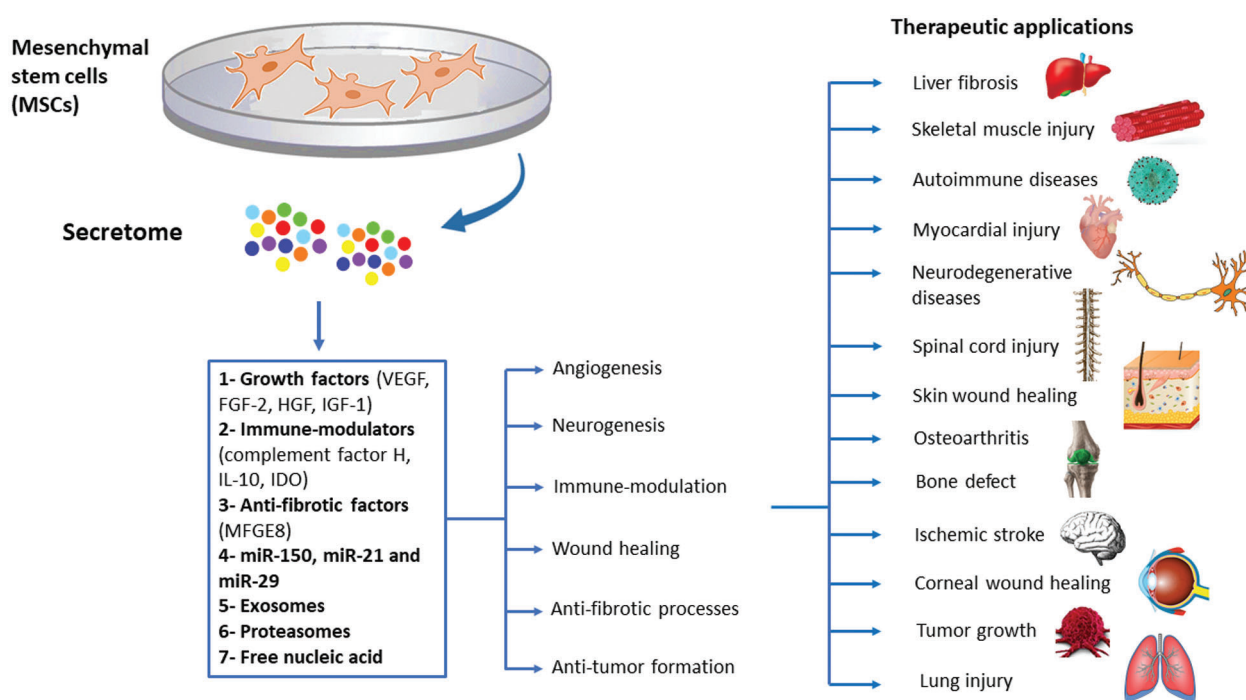 Mesenchymal
stem cells
(MSCs)
Secretome
1- Growth factors (VEGF,
FGF-2, HGF, IGF-1)
2- Immune-modulators
(complement factor H,
IL-10, IDO)
3- Anti-fibrotic factors
(MFGE8)
4- miR-150, miR-21 and
miR-29
5- Exosomes
6- Proteasomes
7- Free nucleic acid
Angiogenesis
Neurogenesis
Immune-modulation
Wound healing
Anti-fibrotic processes
Anti-tumor formation
Therapeutic applications
Liver fibrosis
Skeletal muscle injury
Autoimmune diseases
Myocardial injury
Neurodegenerative
diseases
Spinal cord injury
Skin wound healing
Osteoarthritis
Bone defect
Ischemic stroke
Corneal wound healing
Tumor growth
Lung injury